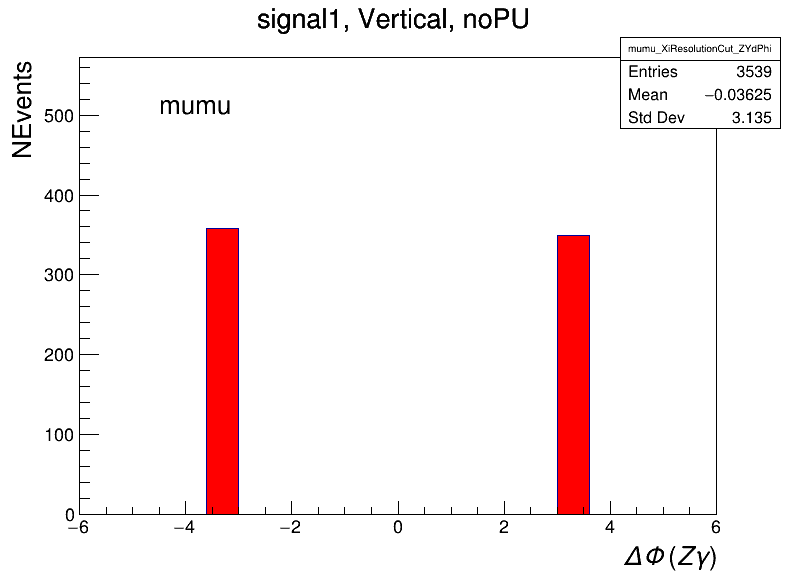 signal1, Vertical, noPU
mumu_XiResolutionCut_ZYdPhi
Entries 3539
Mean −0.03625
Std Dev 3.135
NEvents
mumu
500
400
300
200
100
0
−6 −4 −2 0 2 4 6
ΔΦ(Zγ)